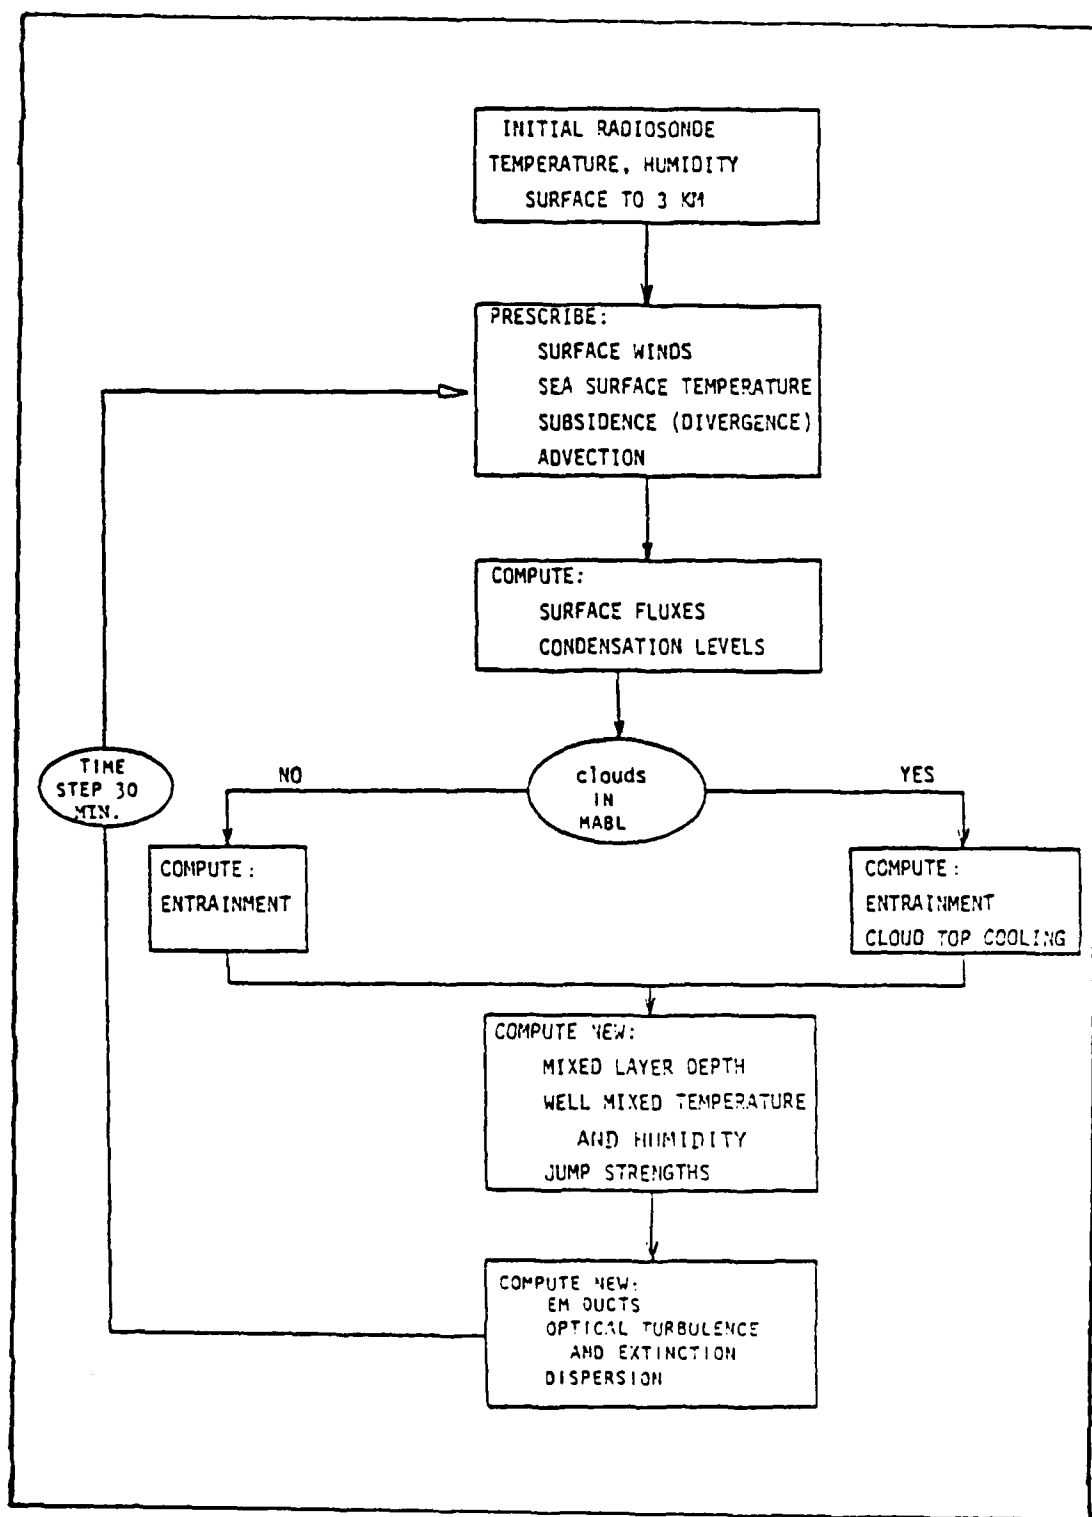 INITIAL RADIOSONDE
TEMPERATURE, HUMIDITY
SURFACE TO 3 KM
PRESCRIBE:
SURFACE WINDS
SEA SURFACE TEMPERATURE
SUBSIDENCE (DIVERGENCE)
ADVECTION
COMPUTE:
SURFACE FLUXES
CONDENSATION LEVELS
TIME
STEP 30
MIN.
NO
clouds
IN
MABL
YES
COMPUTE:
ENTRAINMENT
COMPUTE:
ENTRAINMENT
CLOUD TOP COOLING
COMPUTE NEW:
MIXED LAYER DEPTH
WELL MIXED TEMPERATURE
AND HUMIDITY
JUMP STRENGTHS
COMPUTE NEW:
EM DUCTS
OPTICAL TURBULENCE
AND EXTINCTION
DISPERSION